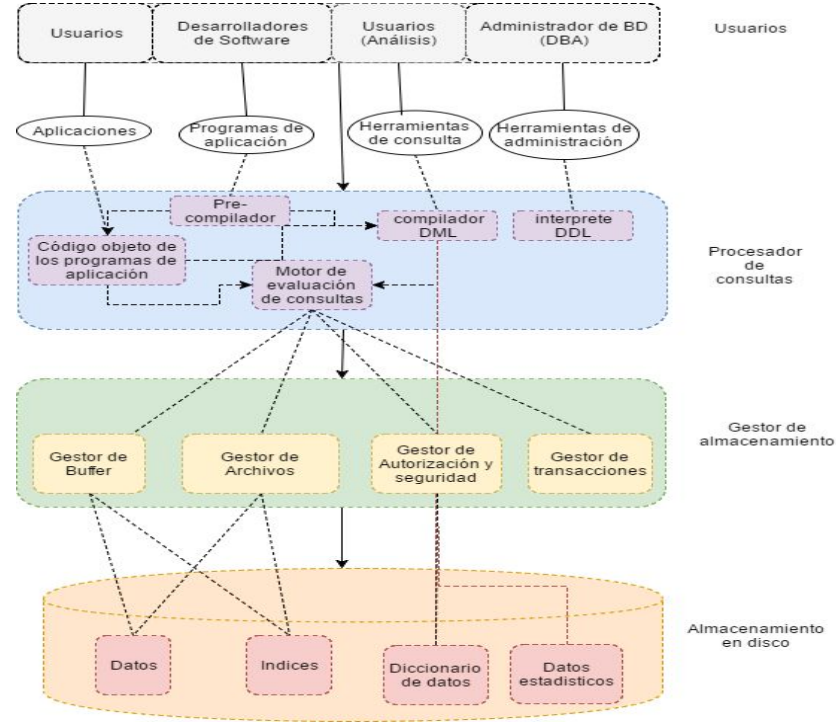 Usuarios
Desarrolladores
de Software
Usuarios
(Análisis)
Administrador de BD
(DBA)
Usuarios
Aplicaciones
Programas de
aplicación
Herramientas
de consulta
Herramientas de
administración
Pre-
compilador
compilador
DML
interprete
DDL
Código objeto de
los programas de
aplicación
Motor de
evaluación
de consultas
Procesador
de
consultas
Gestor de
Buffer
Gestor de
Archivos
Gestor de
Autorización y
seguridad
Gestor de
transacciones
Gestor de
almacenamiento
Datos
Indices
Diccionario
de datos
Datos
estadisticos
Almacenamiento
en disco